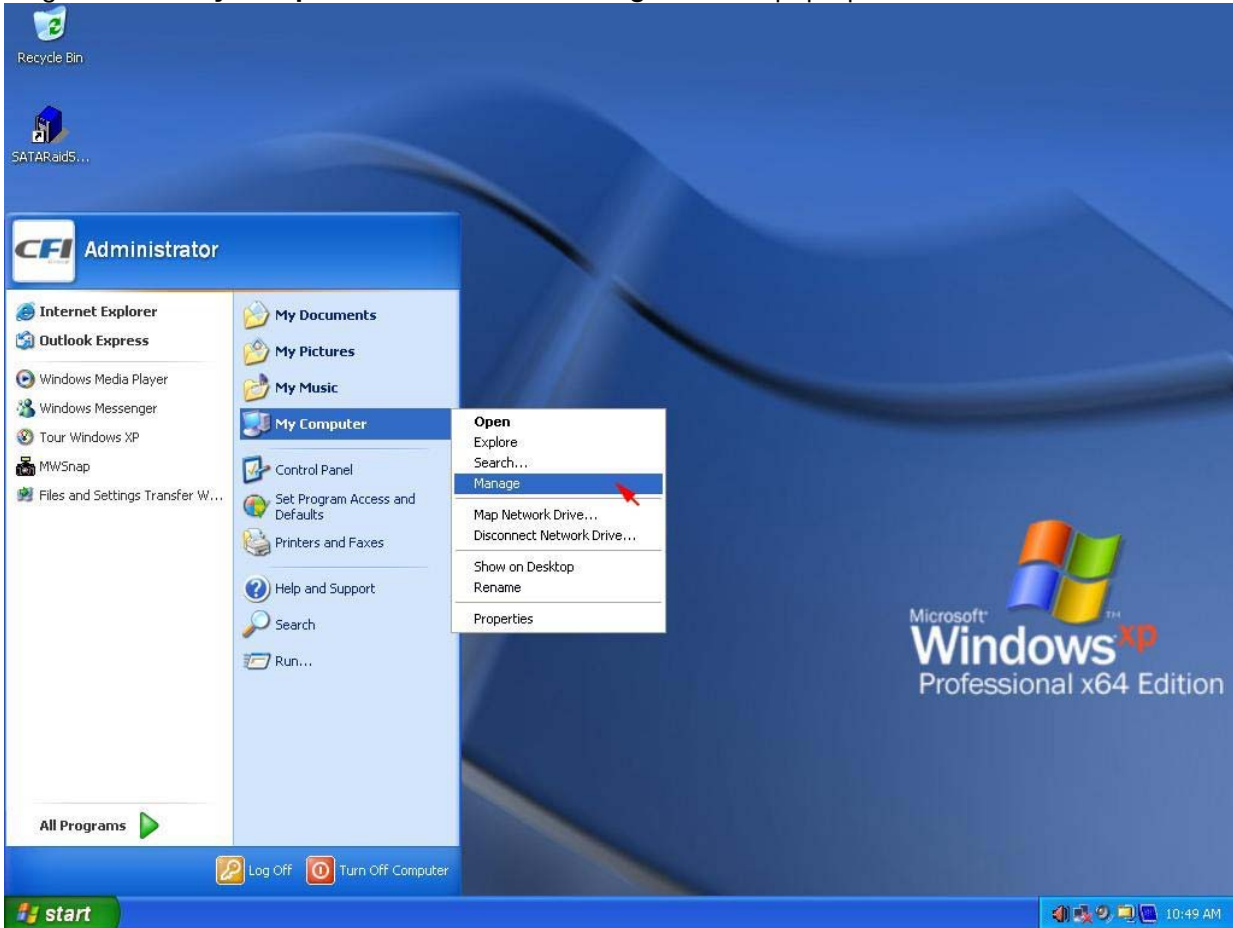 Recycle Bin
SATARaid5...
CFI Administrator
Internet Explorer
Outlook Express
Windows Media Player
Windows Messenger
Tour Windows XP
MWSnap
Files and Settings Transfer W...
All Programs
My Documents
My Pictures
My Music
My Computer
Control Panel
Set Program Access and
Defaults
Printers and Faxes
Help and Support
Search
Run...
Open
Explore
Search...
Manage
Map Network Drive...
Disconnect Network Drive...
Show on Desktop
Rename
Properties
Log Off Turn Off Computer
Microsoft
Windows xp TM
Professional x64 Edition
start
10:49 AM